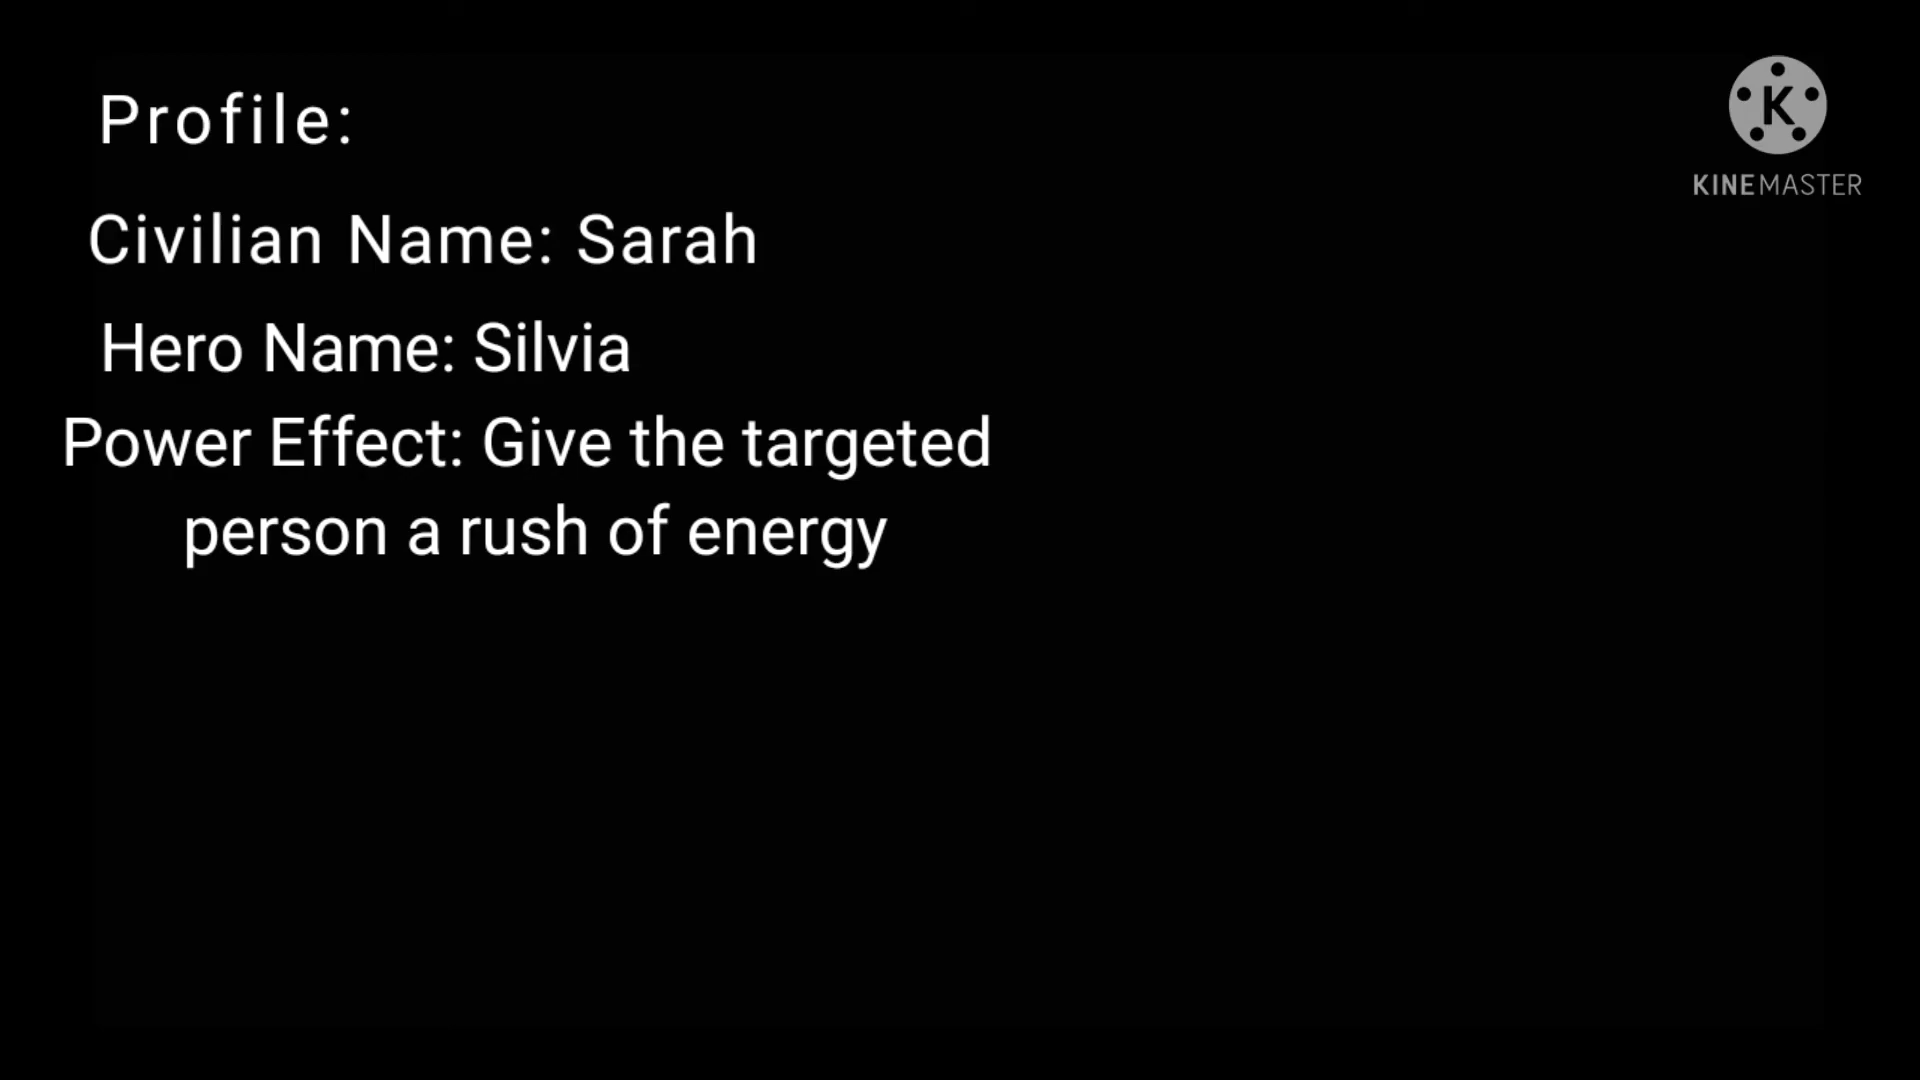 Profile:
Civilian Name: Sarah
Hero Name: Silvia
Power Effect: Give the targeted
person a rush of energy
K
KINEMASTER